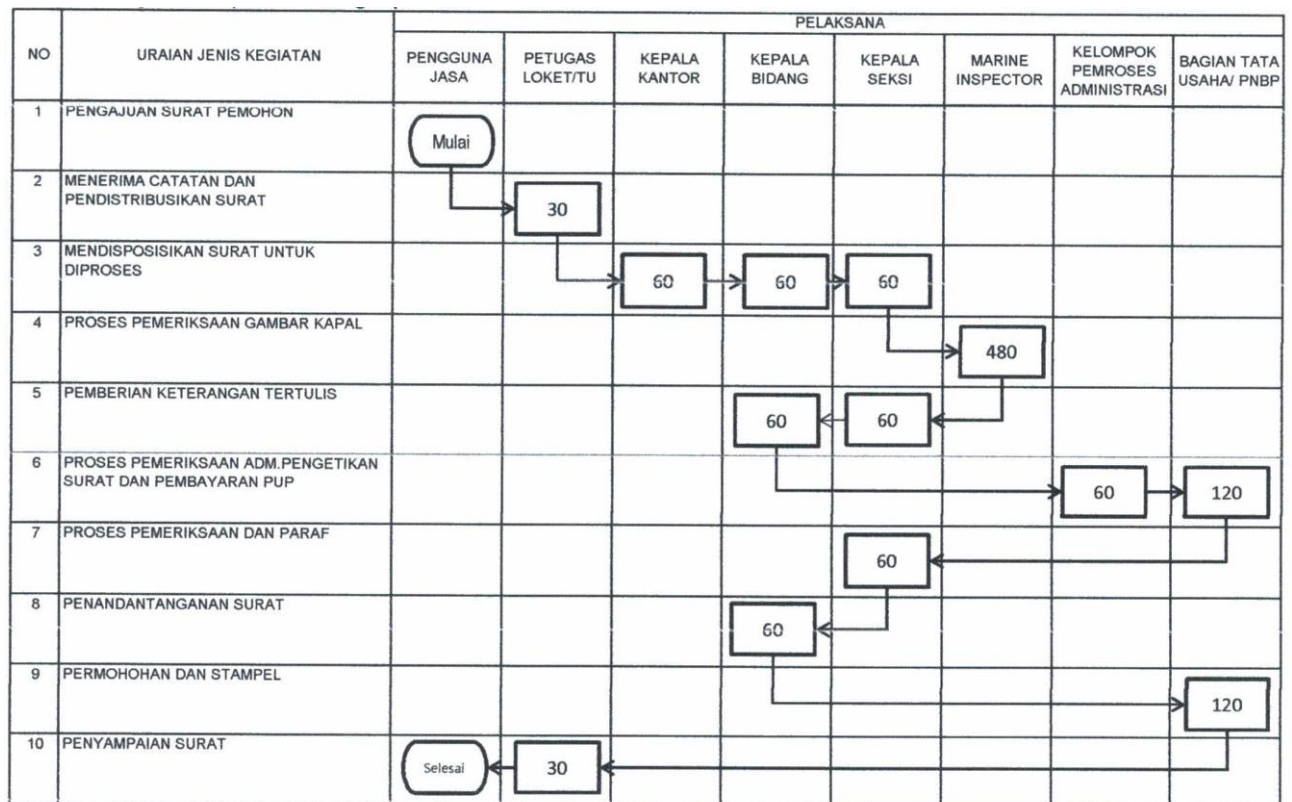 PELAKSANA
NO
URAIAN JENIS KEGIATAN
PENGGUNA
JASA
PETUGAS
LOKET/TU
KEPALA
KANTOR
KEPALA
BIDANG
KEPALA
SEKSI
MARINE
INSPECTOR
KELOMPOK
PEMROSES
ADMINISTRASI
BAGIAN TATA
USAHA/ PNBP
1
PENGAJUAN SURAT PEMOHON
Mulai
2
MENERIMA CATATAN DAN
PENDISTRIBUSIKAN SURAT
30
3
MENDISPOSISIKAN SURAT UNTUK
DIPROSES
60
60
60
4
PROSES PEMERIKSAAN GAMBAR KAPAL
480
5
PEMBERIAN KETERANGAN TERTULIS
60
60
6
PROSES PEMERIKSAAN ADM.PENGETIKAN
SURAT DAN PEMBAYARAN PUP
60
120
7
PROSES PEMERIKSAAN DAN PARAF
60
8
PENANDANTANGANAN SURAT
60
9
PERMOHOHAN DAN STAMPEL
120
10
PENYAMPAIAN SURAT
Selesai
30